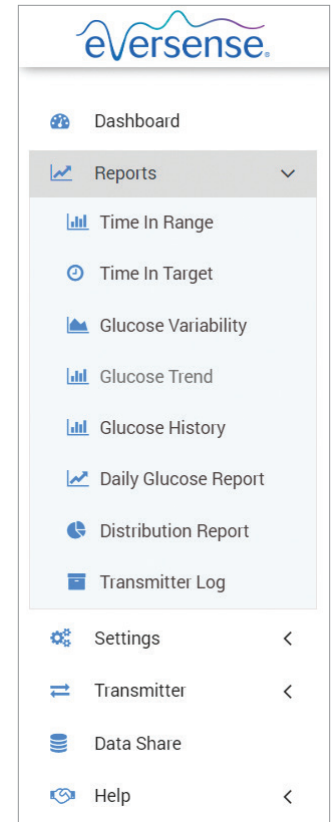 eversense.
Dashboard
Reports
Time In Range
Time In Target
Glucose Variability
Glucose Trend
Glucose History
Daily Glucose Report
Distribution Report
Transmitter Log
Settings
Transmitter
Data Share
Help